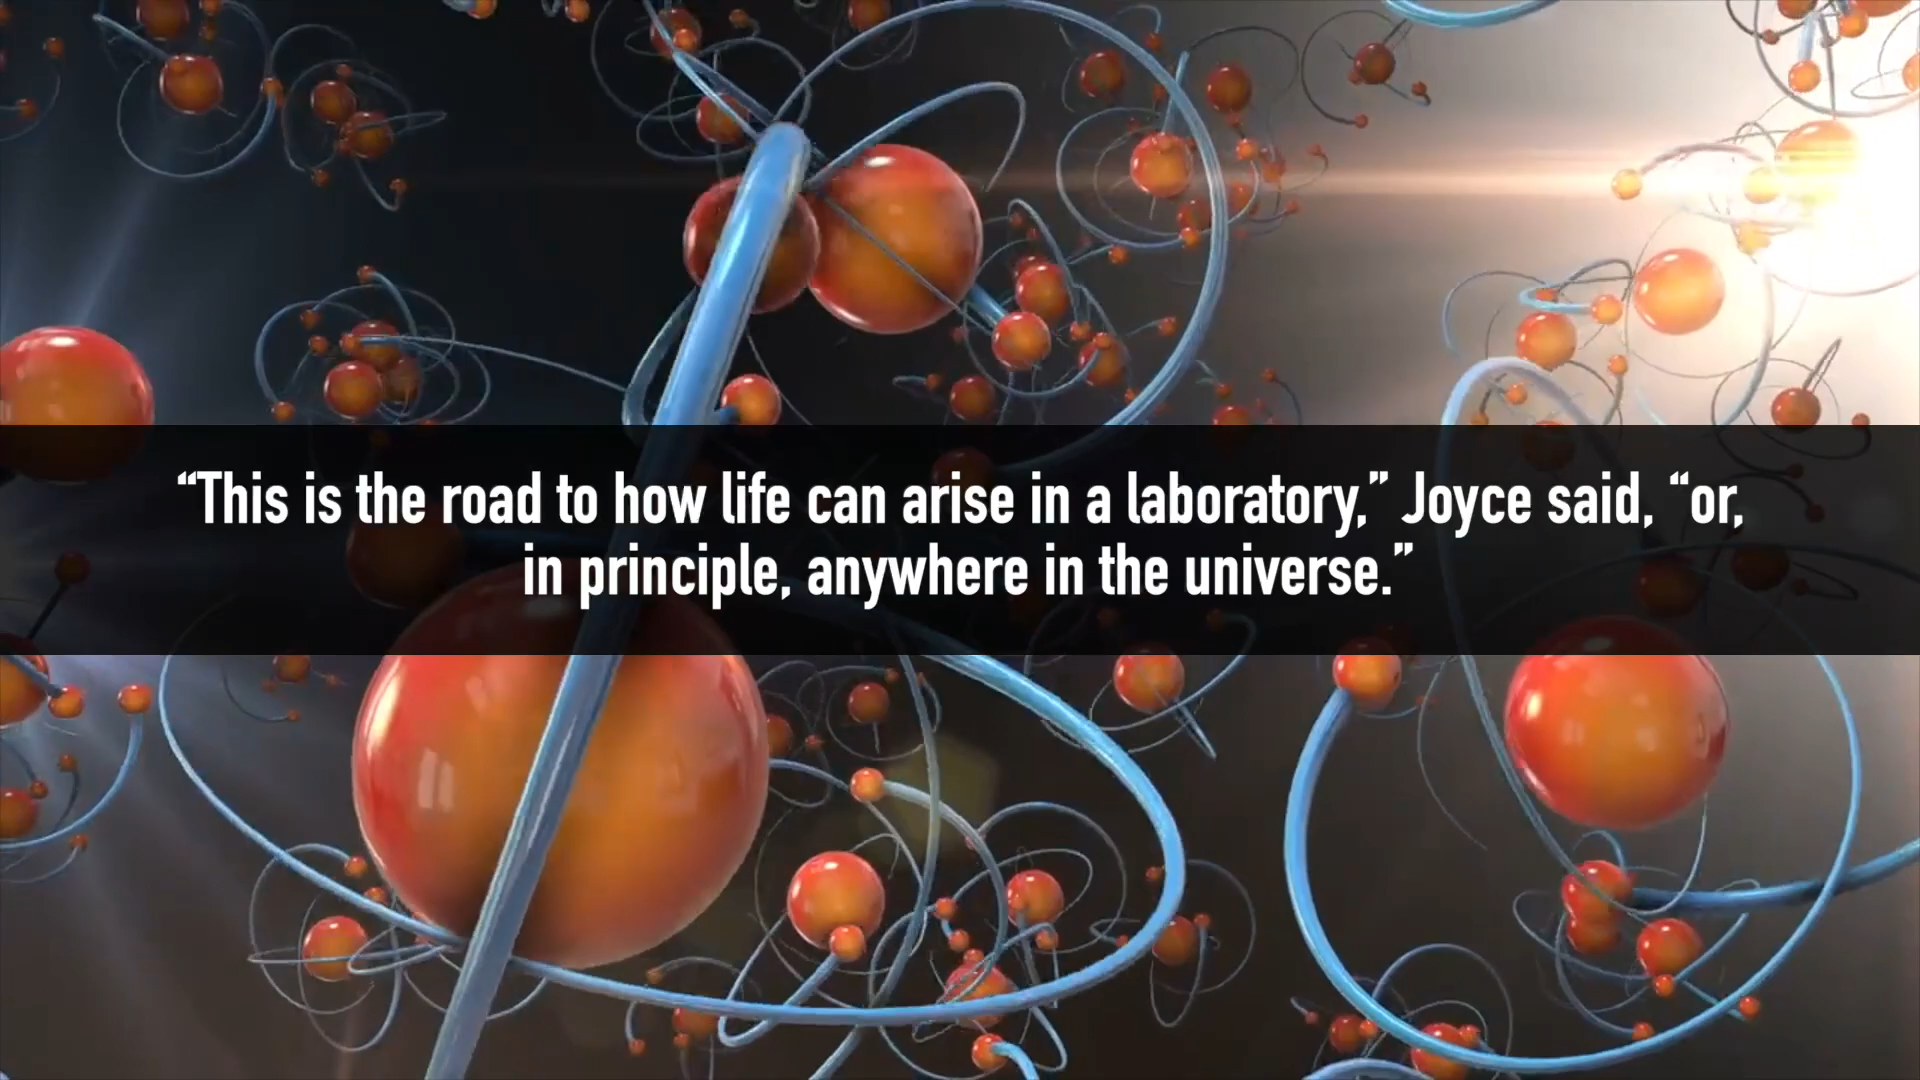 “This is the road to how life can arise in a laboratory,” Joyce said, “or,
in principle, anywhere in the universe.”